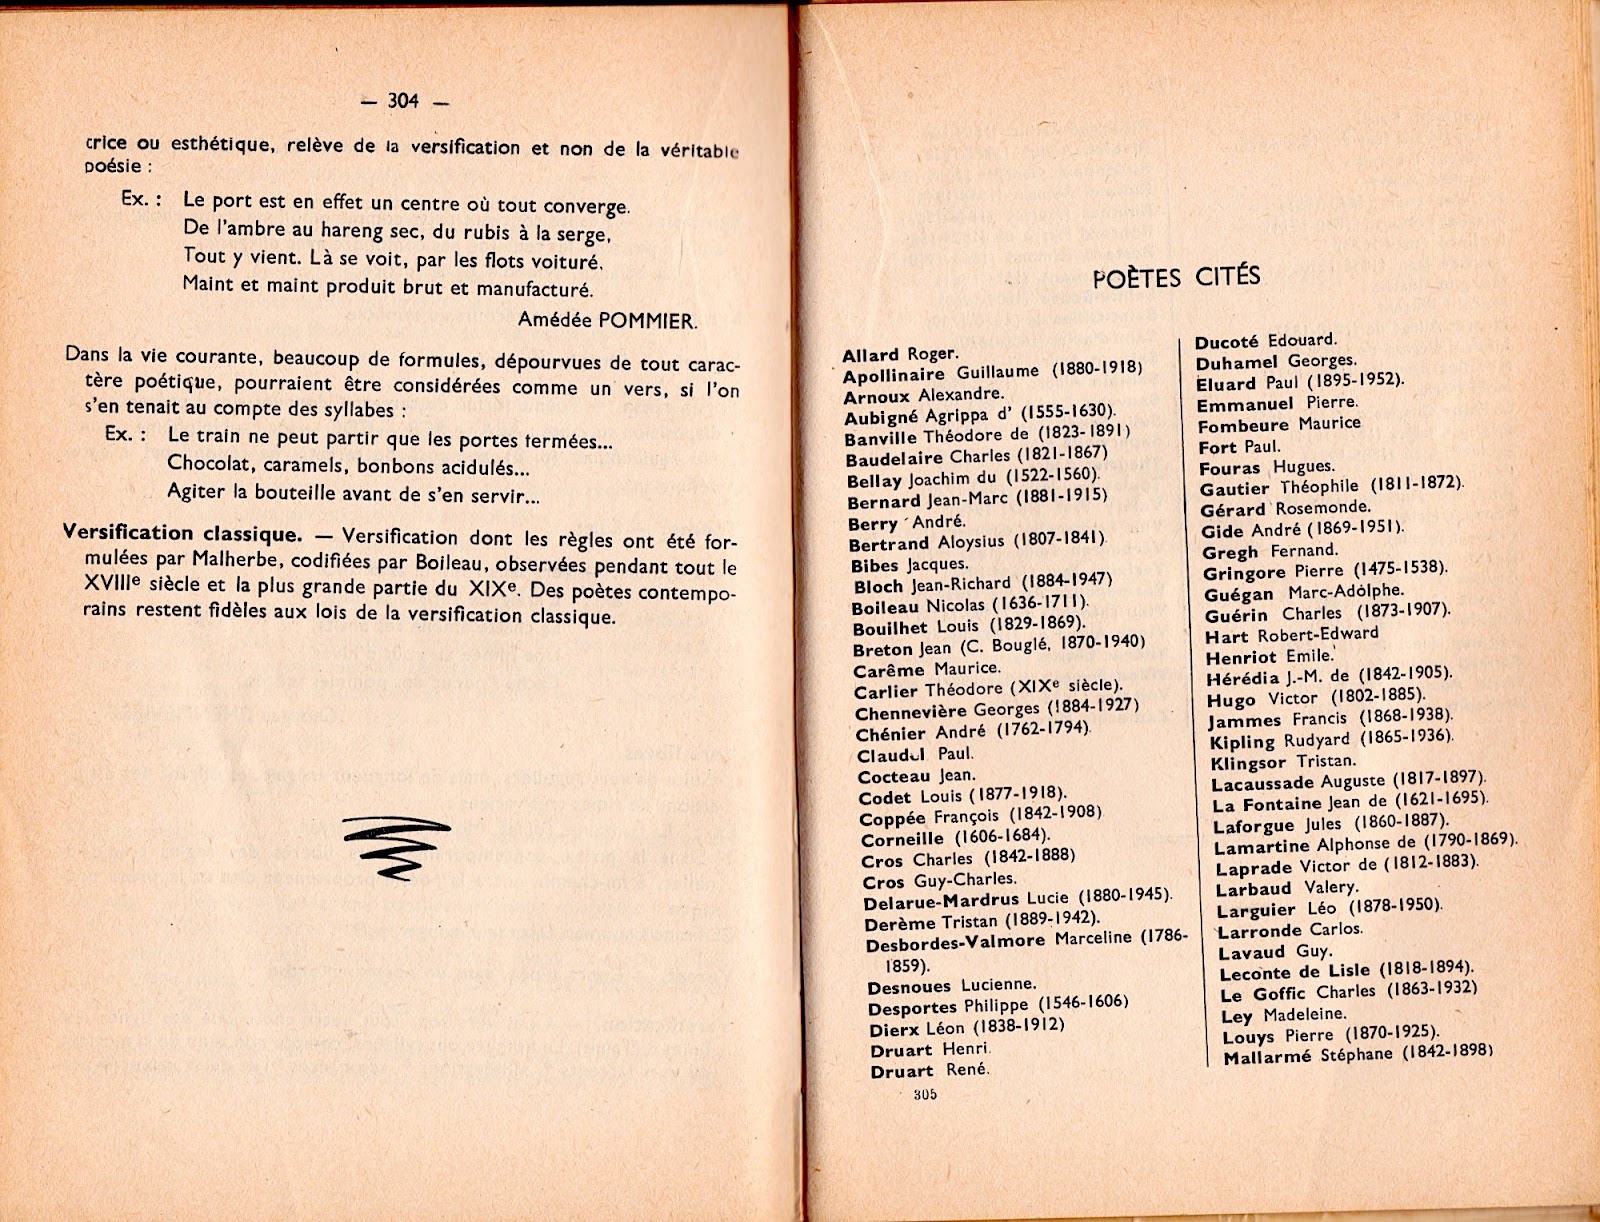 — 304 —
crice ou esthétique, relève de la versification et non de la véritable
poésie :
Ex. : Le port est en effet un centre où tout converge.
De l'ambre au hareng sec, du rubis à la serge,
Tout y vient. Là se voit, par les flots voituré,
Maint et maint produit brut et manufacturé.
Amédée POMMIER.
Dans la vie courante, beaucoup de formules, dépourvues de tout carac-
tère poétique, pourraient être considérées comme un vers, si l'on
s'en tenait au compte des syllabes :
Ex. : Le train ne peut partir que les portes fermées...
Chocolat, caramels, bonbons acidulés...
Agiter la bouteille avant de s'en servir...
Versification classique. — Versification dont les règles ont été for-
mulées par Malherbe, codifiées par Boileau, observées pendant tout le
XVIIIe siècle et la plus grande partie du XIXe. Des poètes contempo-
rains restent fidèles aux lois de la versification classique.
POÈTES CITÉS
Allard Roger.
Apollinaire Guillaume (1880-1918)
Arnoux Alexandre.
Aubigné Agrippa d' (1555-1630).
Banville Théodore de (1823-1891)
Baudelaire Charles (1821-1867)
Bellay Joachim du (1522-1560).
Bernard Jean-Marc (1881-1915)
Berry André.
Bertrand Aloysius (1807-1841)
Bibes Jacques.
Bloch Jean-Richard (1884-1947)
Boileau Nicolas (1636-1711).
Bouilhet Louis (1829-1869).
Breton Jean (C. Bouglé, 1870-1940)
Carême Maurice.
Carlier Théodore (XIXe siècle).
Chennevière Georges (1884-1927)
Chénier André (1762-1794)
Claudel Paul.
Cocteau Jean.
Codet Louis (1877-1918).
Coppée François (1842-1908)
Corneille (1606-1684).
Cros Charles (1842-1888)
Cros Guy-Charles.
Delarue-Mardrus Lucie (1880-1945).
Derème Tristan (1889-1942).
Desbordes-Valmore Marceline (1786-
1859).
Desnoues Lucienne.
Desportes Philippe (1546-1606)
Dierx Léon (1838-1912)
Druart Henri.
Druart René.
Ducoté Edouard.
Duhamel Georges.
Eluard Paul (1895-1952).
Emmanuel Pierre.
Fombeure Maurice
Fort Paul.
Fouras Hugues.
Gautier Théophile (1811-1872).
Gérard Rosemonde.
Gide André (1869-1951).
Gregh Fernand.
Gringore Pierre (1475-1538).
Guégan Marc-Adolphe.
Guérin Charles (1873-1907).
Hart Robert-Edward
Henriot Emile.
Hérédia J.-M. de (1842-1905).
Hugo Victor (1802-1885).
Jammes Francis (1868-1938).
Kipling Rudyard (1865-1936).
Klingsor Tristan.
Lacaussade Auguste (1817-1897).
La Fontaine Jean de (1621-1695).
Laforgue Jules (1860-1887).
Lamartine Alphonse de (1790-1869).
Laprade Victor de (1812-1883).
Larbaud Valery.
Larguier Léo (1878-1950).
Larronde Carlos.
Lavaud Guy.
Leconte de Lisle (1818-1894).
Le Goffic Charles (1863-1932)
Ley Madeleine.
Louys Pierre (1870-1925).
Mallarmé Stéphane (1842-1898)
305